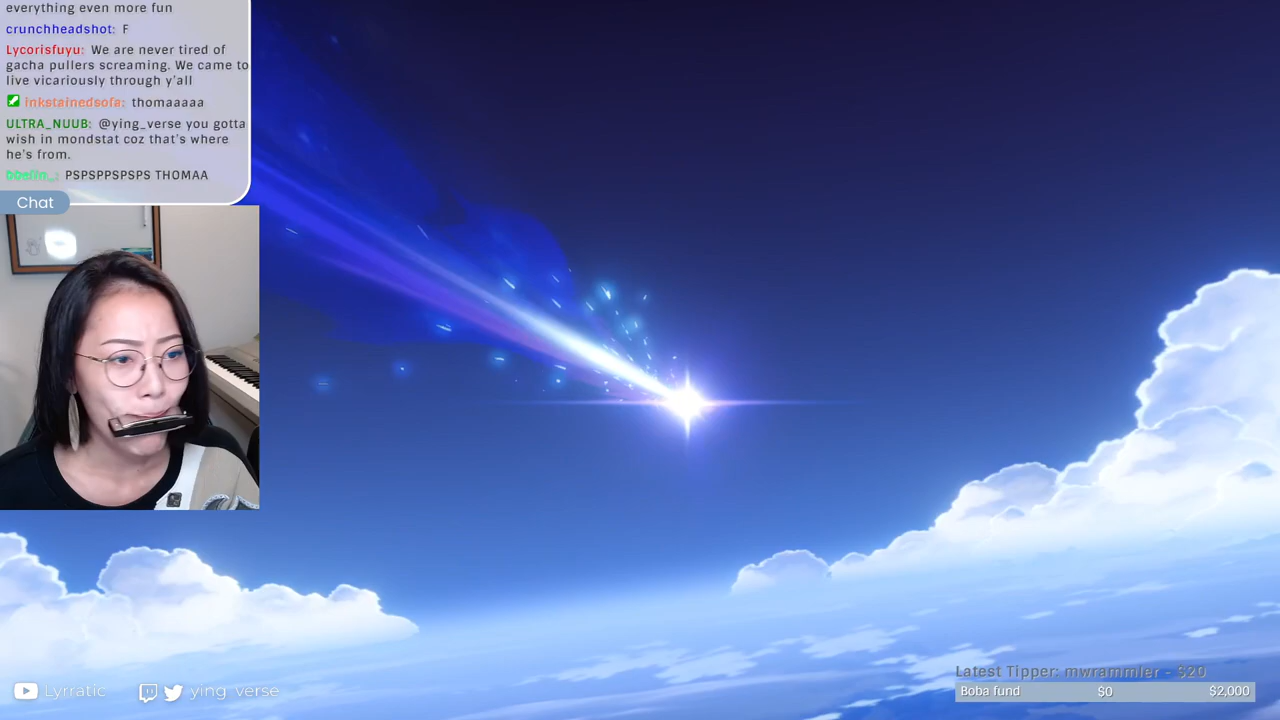 everything even more fun
crunchheadshot: F
Lycorisfuyu: We are never tired of
gacha pullers screaming. We came to
live vicariously through y'all
inkstainedsofa: thomaaaaa
ULTRA_NUUB: @ying_verse you gotta
wish in mondstat coz that's where
he's from.
PSPSPPSPSPS THOMAA
Chat
Latest Tipper: mwrammler - $20
Boba fund $0 $2,000
Lyrratic ying_verse